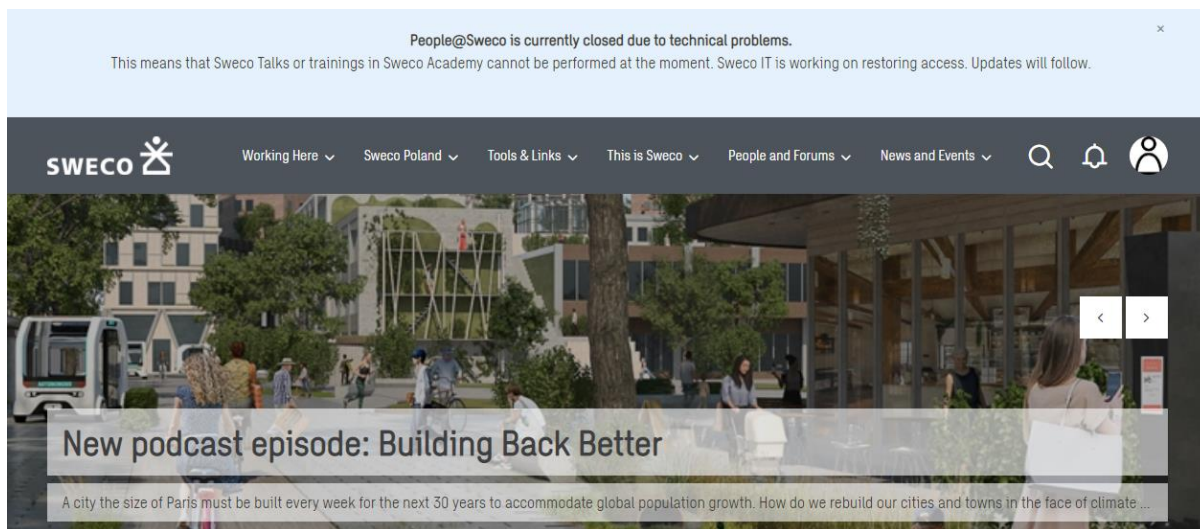 People@Sweco is currently closed due to technical problems.
This means that Sweco Talks or trainings in Sweco Academy cannot be performed at the moment. Sweco IT is working on restoring access. Updates will follow.
SWECO
Working Here
Sweco Poland
Tools & Links
This is Sweco
People and Forums
News and Events
New podcast episode: Building Back Better
A city the size of Paris must be built every week for the next 30 years to accommodate global population growth. How do we rebuild our cities and towns in the face of climate ...